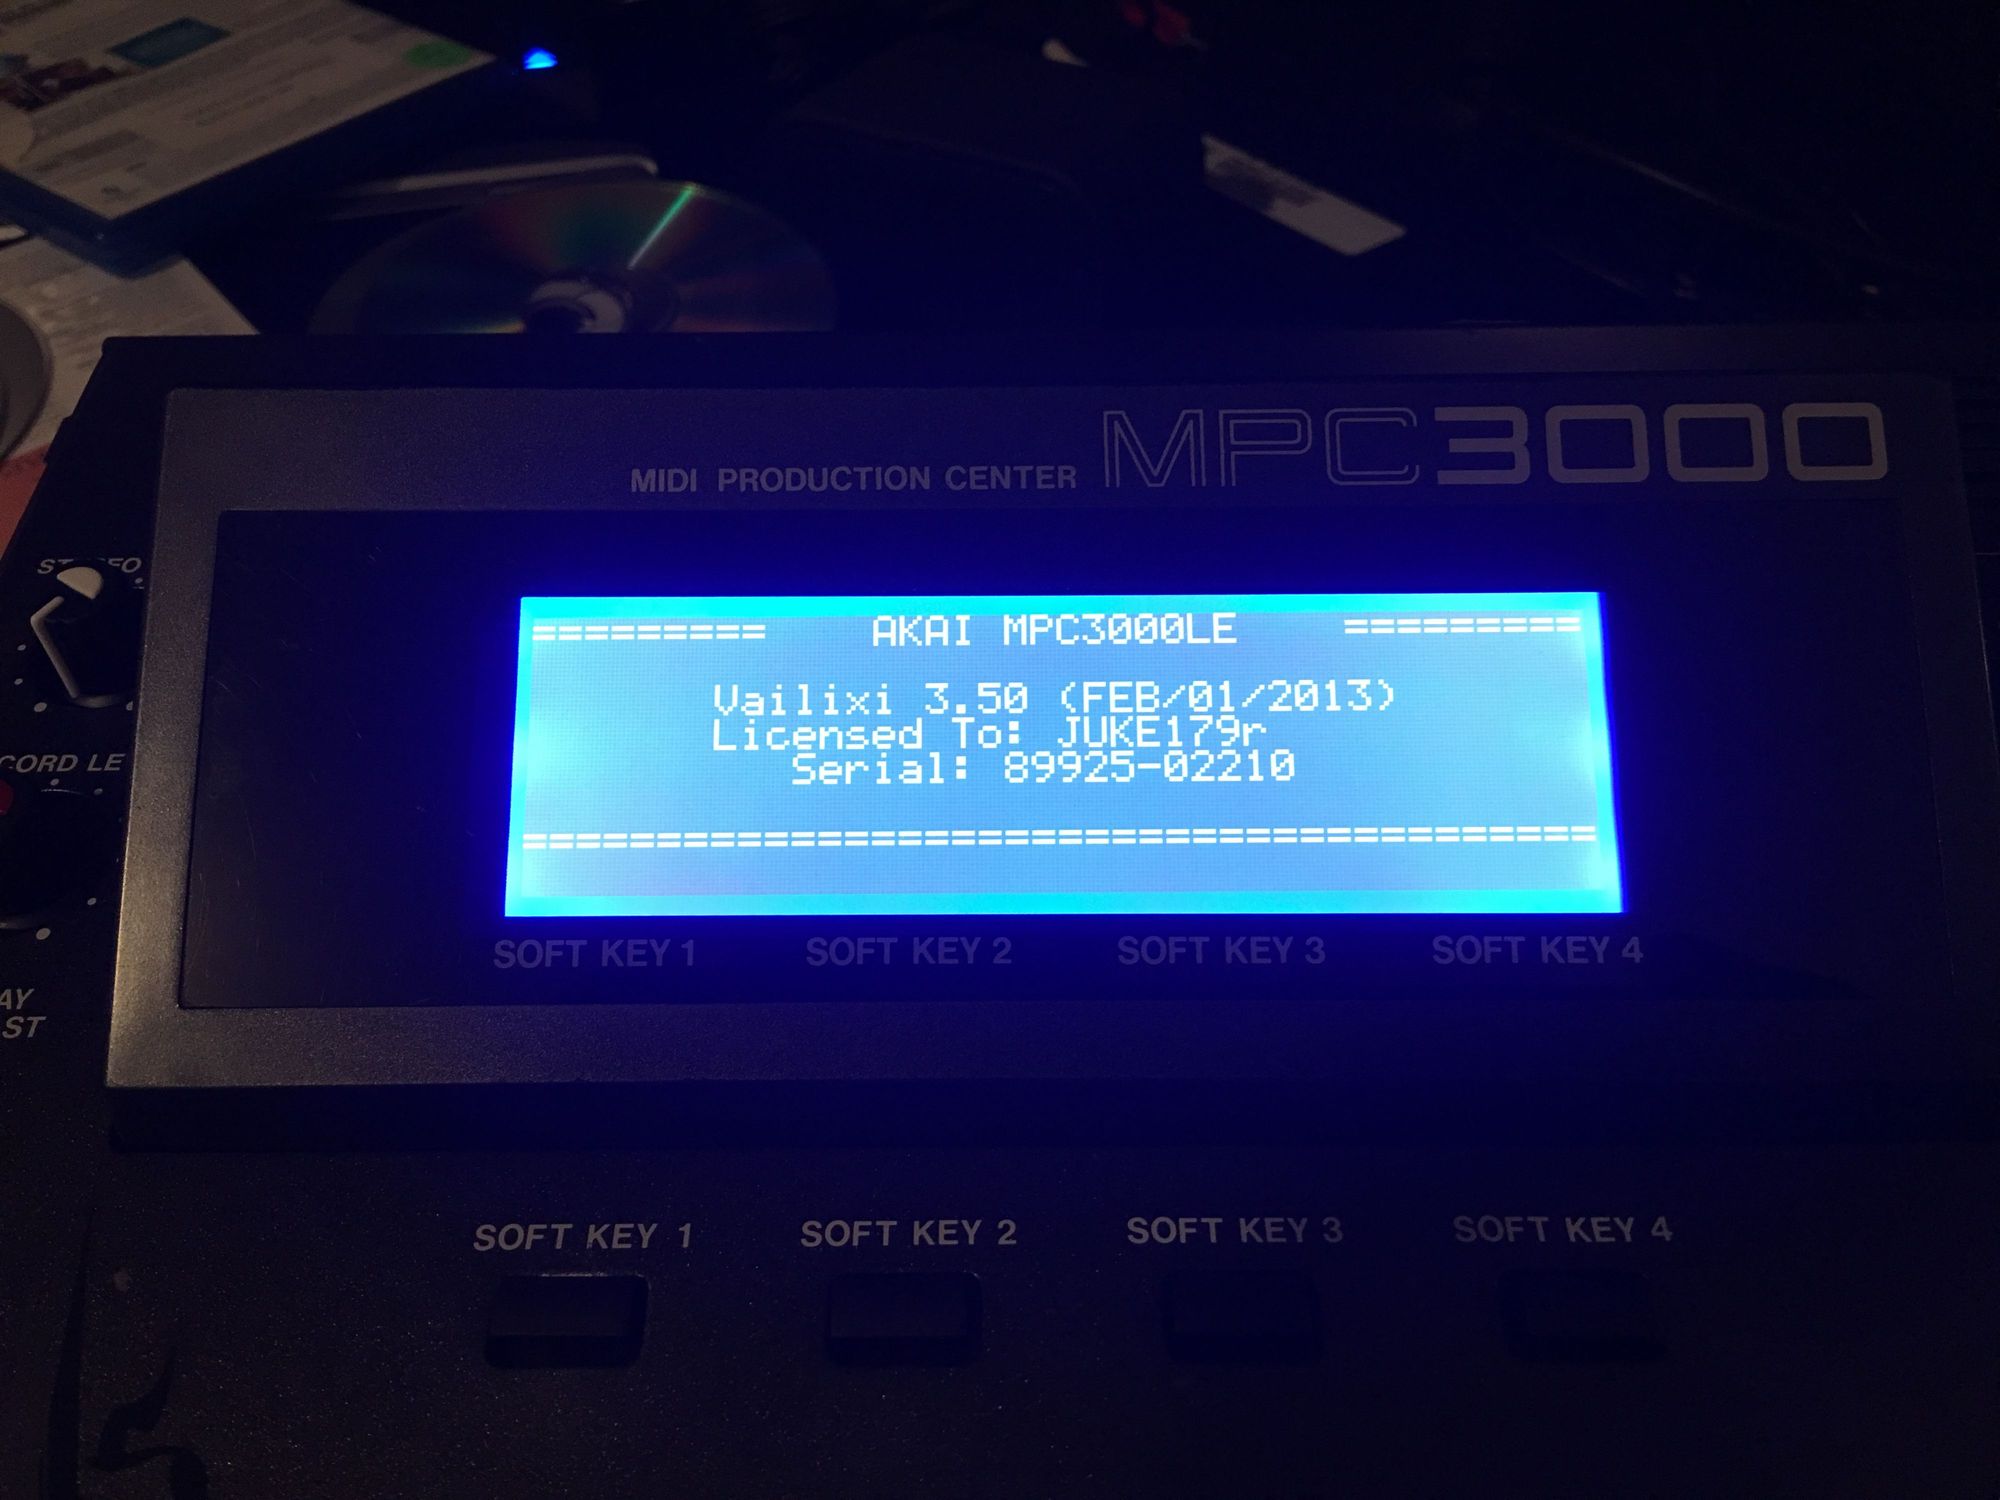 MIDI PRODUCTION CENTER MPC3000
========= AKAI MPC3000LE =========
Vailixi 3.50 (FEB/01/2013)
Licensed To: JUKE179r
Serial: 89925-02210
=========================================
SOFT KEY 1 SOFT KEY 2 SOFT KEY 3 SOFT KEY 4
SOFT KEY 1 SOFT KEY 2 SOFT KEY 3 SOFT KEY 4